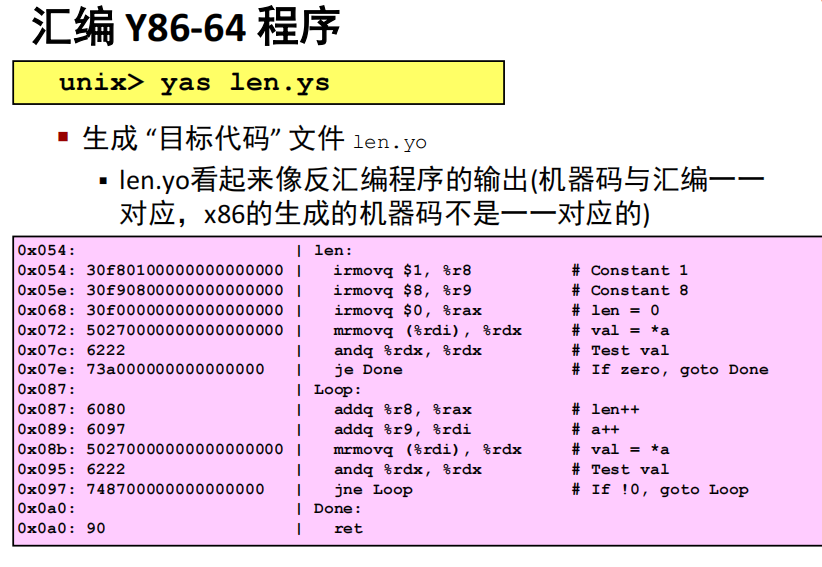 汇编 Y86-64 程序
unix> yas len.ys
▪ 生成 “目标代码” 文件 len.yo
▪ len.yo看起来像反汇编程序的输出(机器码与汇编一一
对应，x86的生成的机器码不是一一对应的)
0x054:                      | len:
0x054: 30f80100000000000000 |   irmovq $1, %r8          # Constant 1
0x05e: 30f90800000000000000 |   irmovq $8, %r9          # Constant 8
0x068: 30f00000000000000000 |   irmovq $0, %rax         # len = 0
0x072: 50270000000000000000 |   mrmovq (%rdi), %rdx     # val = *a
0x07c: 6222                 |   andq %rdx, %rdx         # Test val
0x07e: 73a000000000000000   |   je Done                 # If zero, goto Done
0x087:                      | Loop:
0x087: 6080                 |   addq %r8, %rax          # len++
0x089: 6097                 |   addq %r9, %rdi          # a++
0x08b: 50270000000000000000 |   mrmovq (%rdi), %rdx     # val = *a
0x095: 6222                 |   andq %rdx, %rdx         # Test val
0x097: 748700000000000000   |   jne Loop                # If !0, goto Loop
0x0a0:                      | Done:
0x0a0: 90                   |   ret